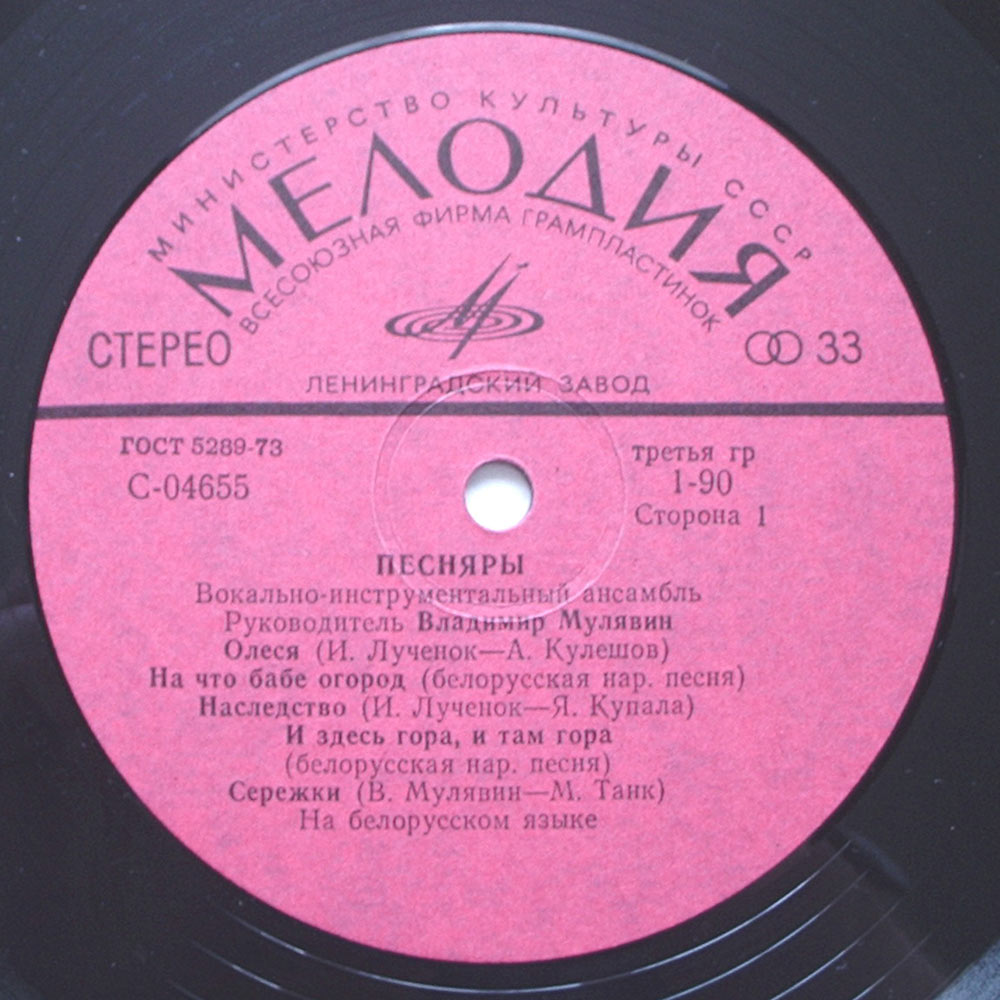 МИНИСТЕРСТВО КУЛЬТУРЫ СССР
МЕЛОДИЯ
ВСЕСОЮЗНАЯ ФИРМА ГРАМПЛАСТИНОК
СТЕРЕО
33
ЛЕНИНГРАДСКИЙ ЗАВОД
ГОСТ 5289-73
С-04655
третья гр
1-90
Сторона 1
ПЕСНЯРЫ
Вокально-инструментальный ансамбль
Руководитель Владимир Мулявин
Олеся (И. Лученок—А. Кулешов)
На что бабе огород (белорусская нар. песня)
Наследство (И. Лученок—Я. Купала)
И здесь гора, и там гора
(белорусская нар. песня)
Сережки (В. Мулявин—М. Танк)
На белорусском языке